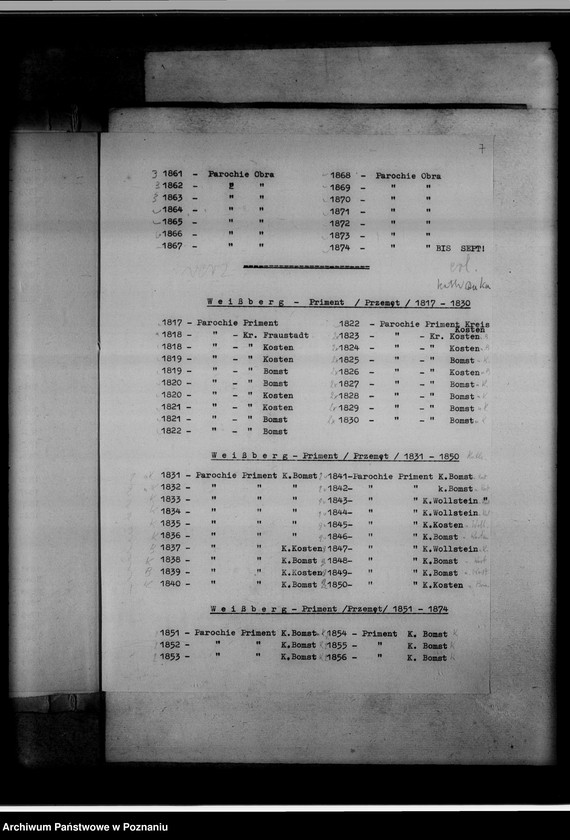 7
3 1861 - Parochie Obra 1868 - Parochie Obra
3 1862 - " " 1869 - " "
3 1863 - " " 1870 - " "
1864 - " " 1871 - " "
1865 - " " 1872 - " "
1866 - " " 1873 - " "
1867 - " " 1874 - " " BIS SEPT!
W e i ß b e r g - Priment / Przemęt / 1817 - 1830
1817 - Parochie Priment 1822 - Parochie Priment Kreis Kosten
1818 - " - Kr. Fraustadt 1823 - " - Kr. Kosten
1818 - " - " Kosten 1824 - " - " Kosten
1819 - " - " Kosten 1825 - " - " Bomst
1819 - " - " Bomst 1826 - " - " Kosten
1820 - " - " Bomst 1827 - " - " Bomst
1820 - " - " Kosten 1828 - " - " Bomst
1821 - " - " Kosten 1829 - " - " Bomst
1821 - " - " Bomst 1830 - " - " Bomst
1822 - " - " Bomst
W e i ß b e r g - Priment / Przemęt / 1831 - 1850
1831 - Parochie Priment K.Bomst 1841-Parochie Priment K.Bomst
1832 - " " " 1842- " " k.Bomst
1833 - " " " 1843- " " K.Wollstein "
1834 - " " " 1844- " " K.Wollstein
1835 - " " " 1845- " " K.Kosten
1836 - " " " 1846- " " K.Bomst
1837 - " " K.Kosten 1847- " " K.Wollstein
1838 - " " K.Bomst 1848- " " K.Bomst
1839 - " " K.Kosten 1849- " " K.Bomst
1840 - " " K.Bomst 1850- " " K.Kosten
W e i ß b e r g - Priment /Przemęt/ 1851 - 1874
1851 - Parochie Priment K.Bomst 1854 - Priment K. Bomst
1852 - " " K.Bomst 1855 - " K. Bomst
1853 - " " K.Bomst 1856 - " K. Bomst
Archiwum Państwowe w Poznaniu